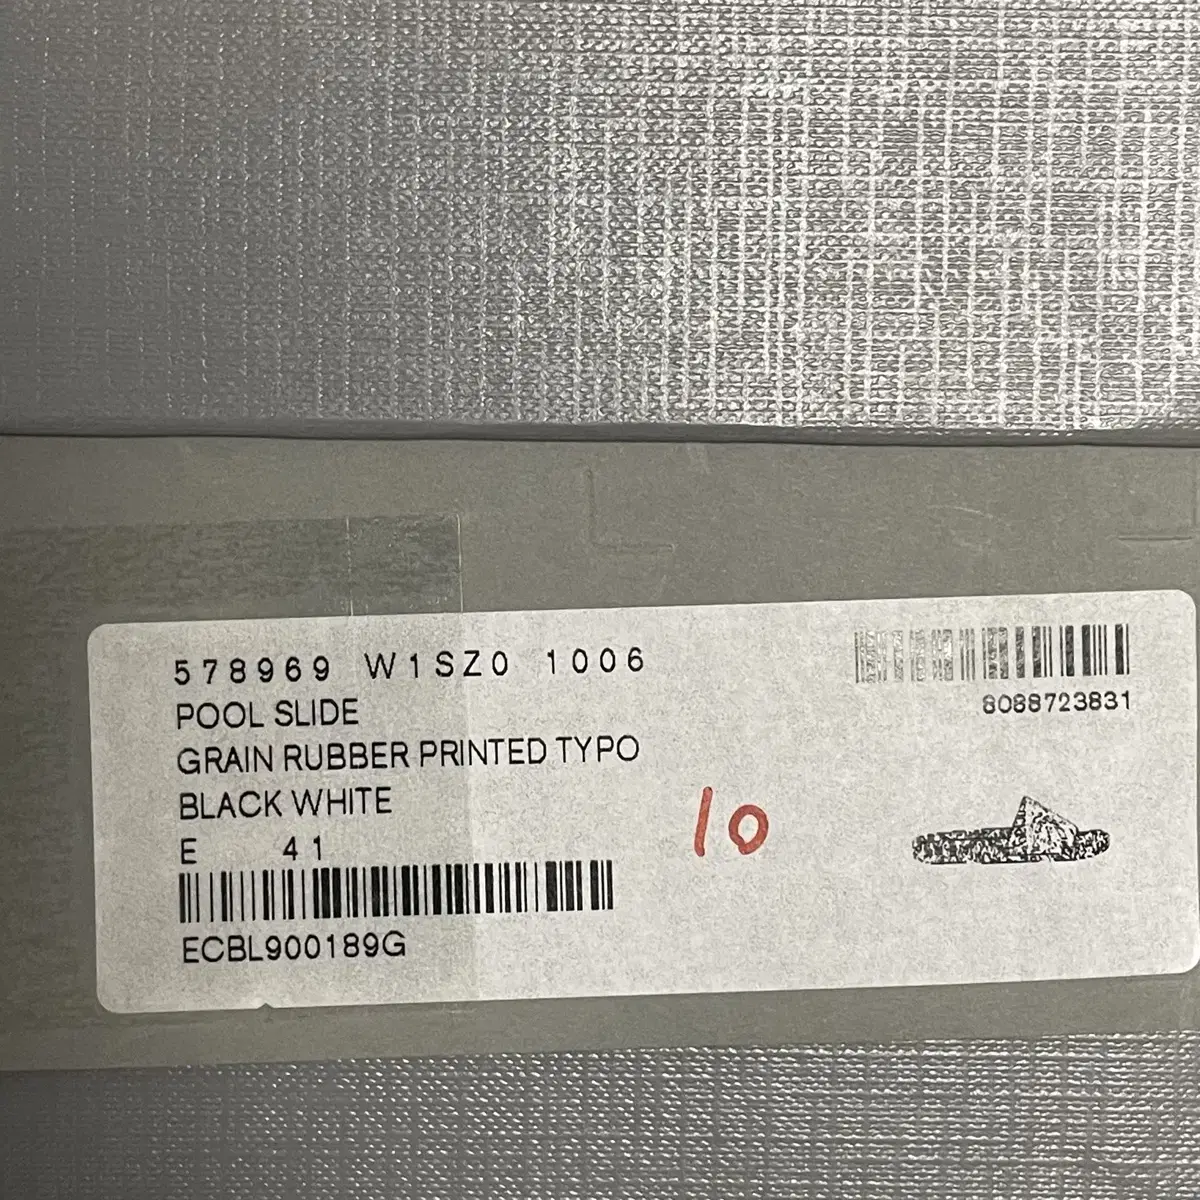 578969 W1SZ0 1006
8088723831
POOL SLIDE
GRAIN RUBBER PRINTED TYPO
BLACK WHITE
10
E 41
ECBL900189G